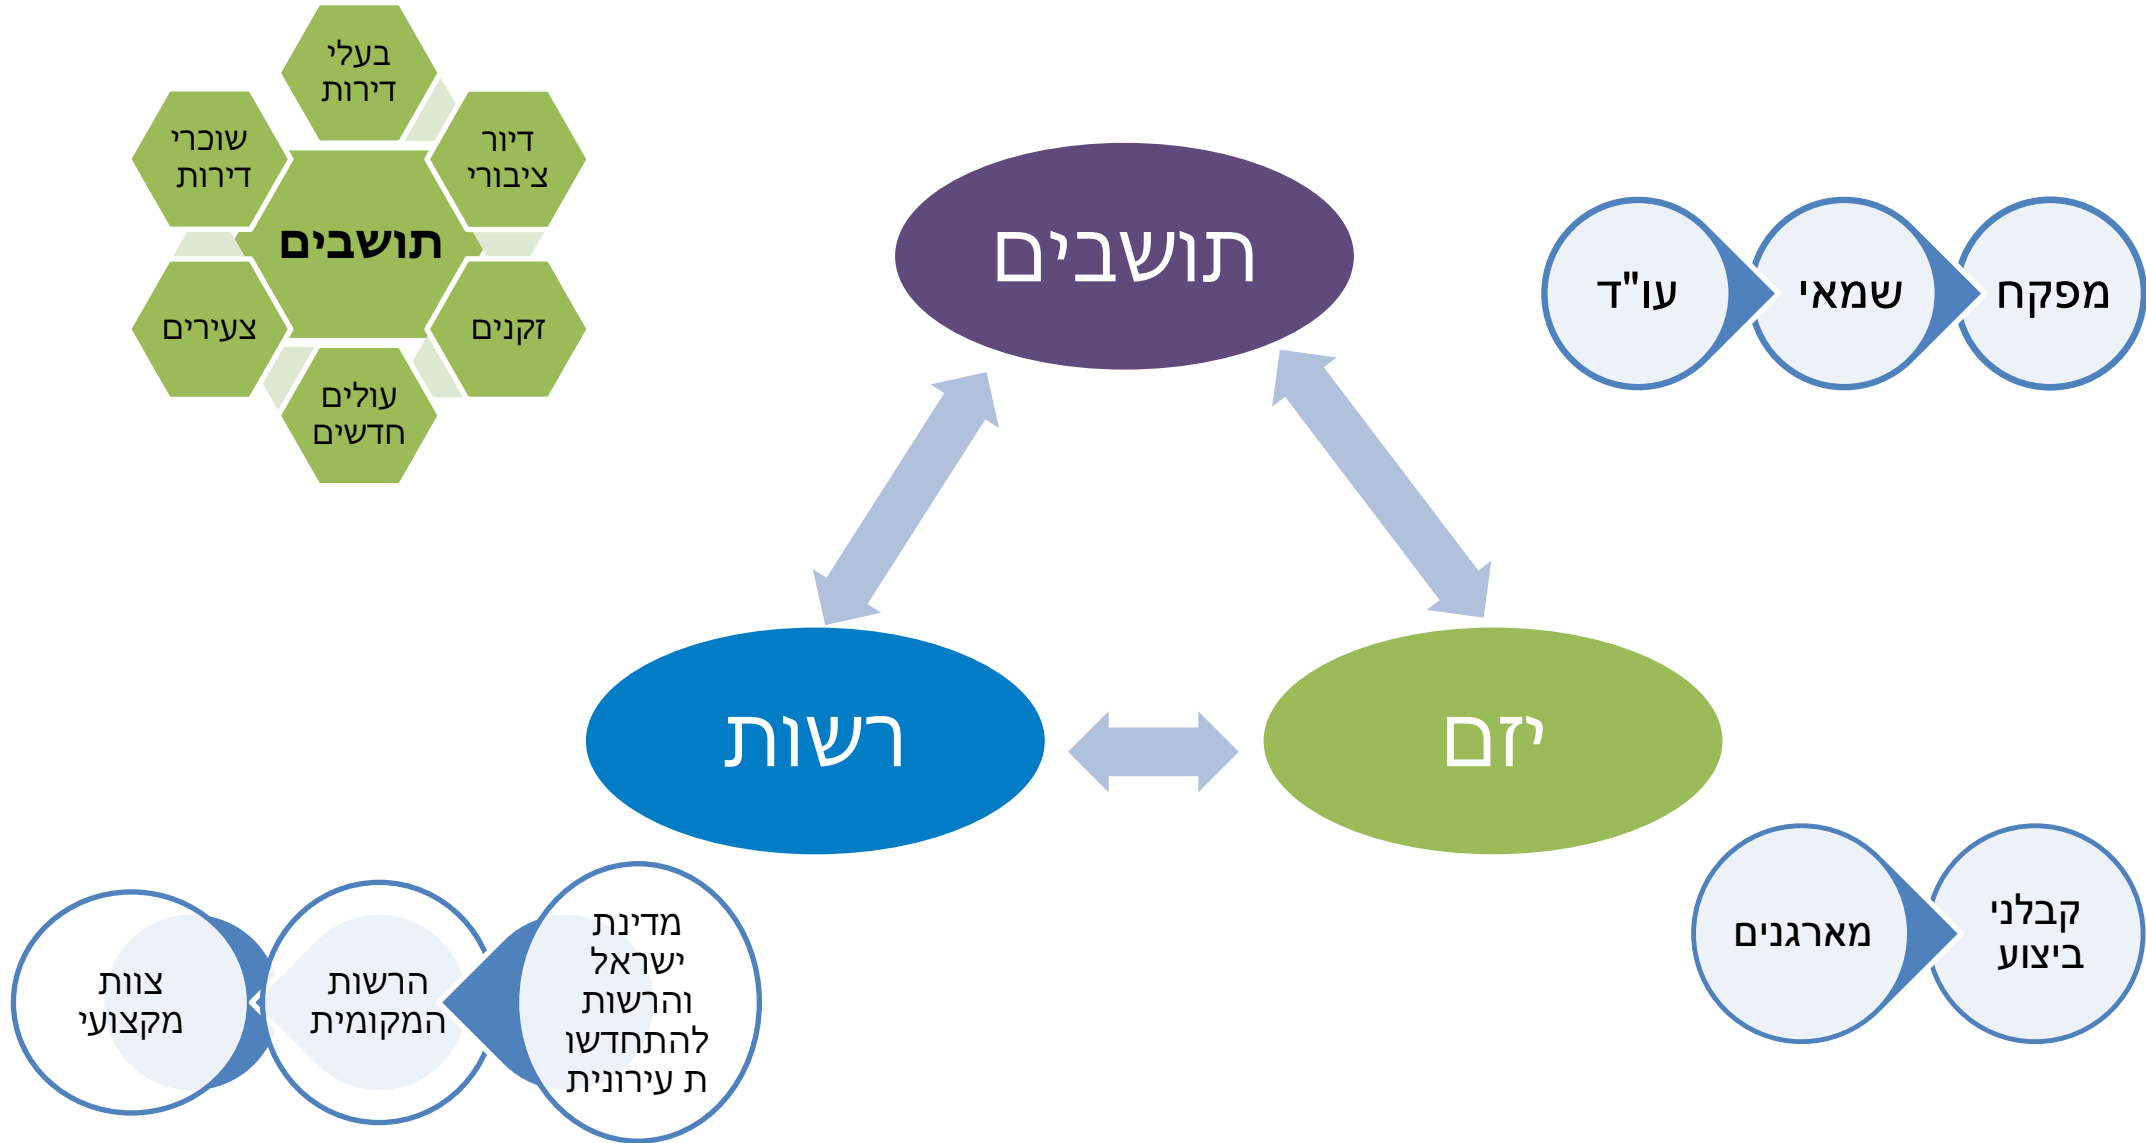 בעלי
דירות
דיור
ציבורי
שוכרי
דירות
תושבים
זקנים
צעירים
עולים
חדשים
תושבים
מפקח
שמאי
עו"ד
יזם
רשות
קבלני
ביצוע
מארגנים
מדינת
ישראל
והרשות
להתחדשו
ת עירונית
הרשות
המקומית
צוות
מקצועי